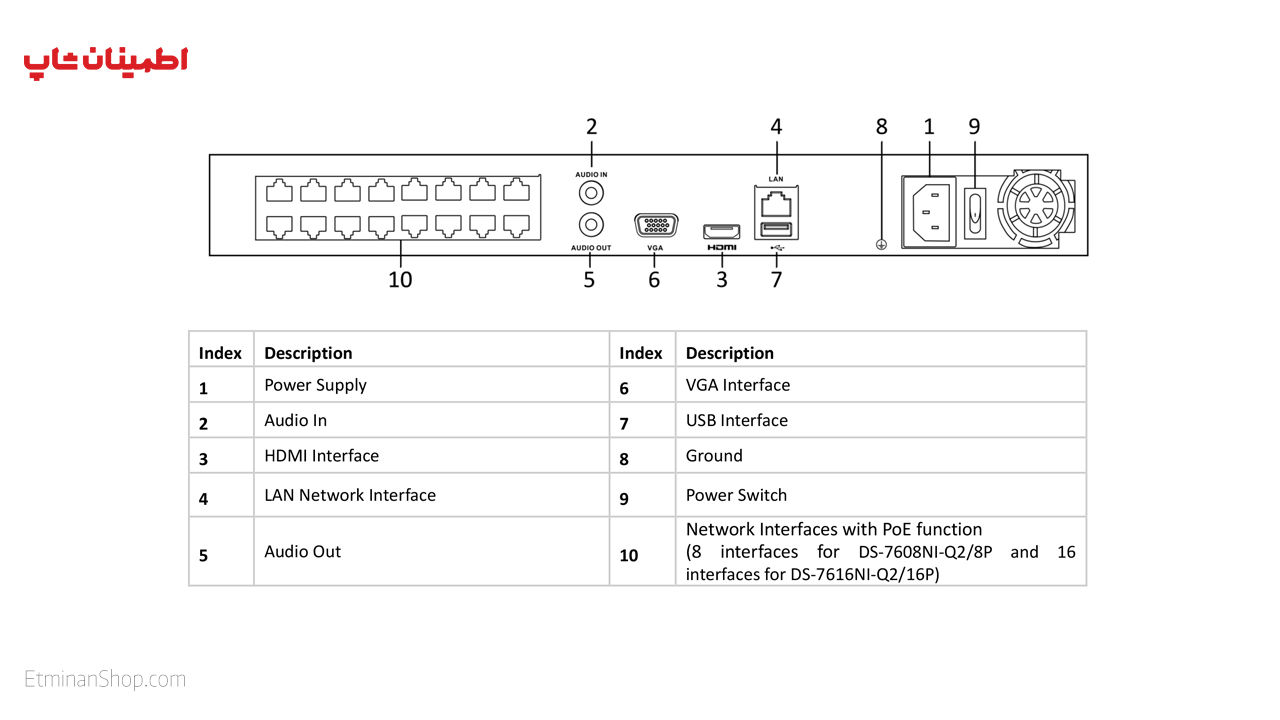 اطمینان شاپ
2 4 8 1 9
AUDIO IN
LAN
AUDIO OUT VGA HDMI
10 5 6 3 7
Index Description Index Description
1 Power Supply 6 VGA Interface
2 Audio In 7 USB Interface
3 HDMI Interface 8 Ground
4 LAN Network Interface 9 Power Switch
5 Audio Out 10 Network Interfaces with PoE function
(8 interfaces for DS-7608NI-Q2/8P and 16
interfaces for DS-7616NI-Q2/16P)
EtminanShop.com